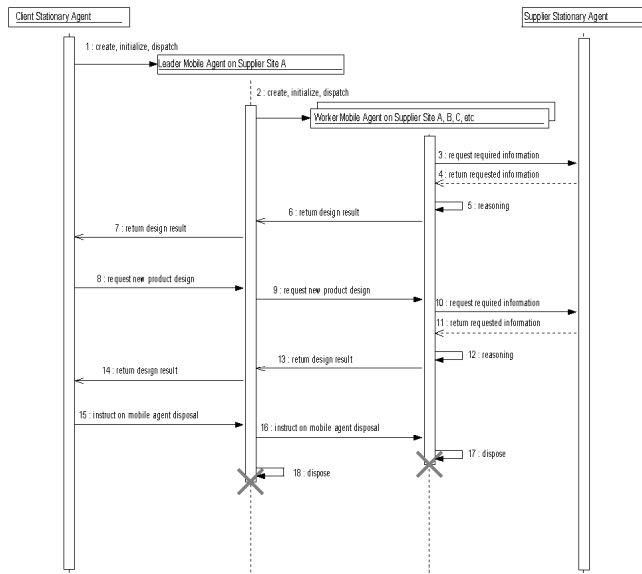 Client Stationary Agent
Supplier Stationary Agent
1 : create, initialize, dispatch
Leader Mobile Agent on Supplier Site A
2 : create, initialize, dispatch
Worker Mobile Agent on Supplier Site A, B, C, etc
3 : request required information
4 : return requested information
5 : reasoning
6 : return design result
7 : return design result
8 : request new product design
9 : request new product design
10 : request required information
11 : return requested information
12 : reasoning
13 : return design result
14 : return design result
15 : instruct on mobile agent disposal
16 : instruct on mobile agent disposal
17 : dispose
18 : dispose